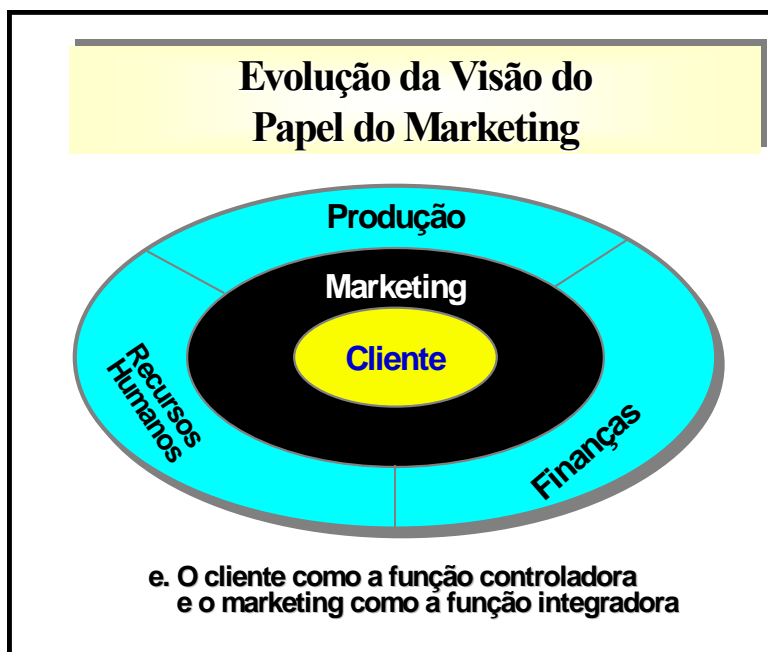 Evolução da Visão do
Papel do Marketing
Produção
Marketing
Cliente
Recursos
Humanos
Finanças
e. O cliente como a função controladora
e o marketing como a função integradora